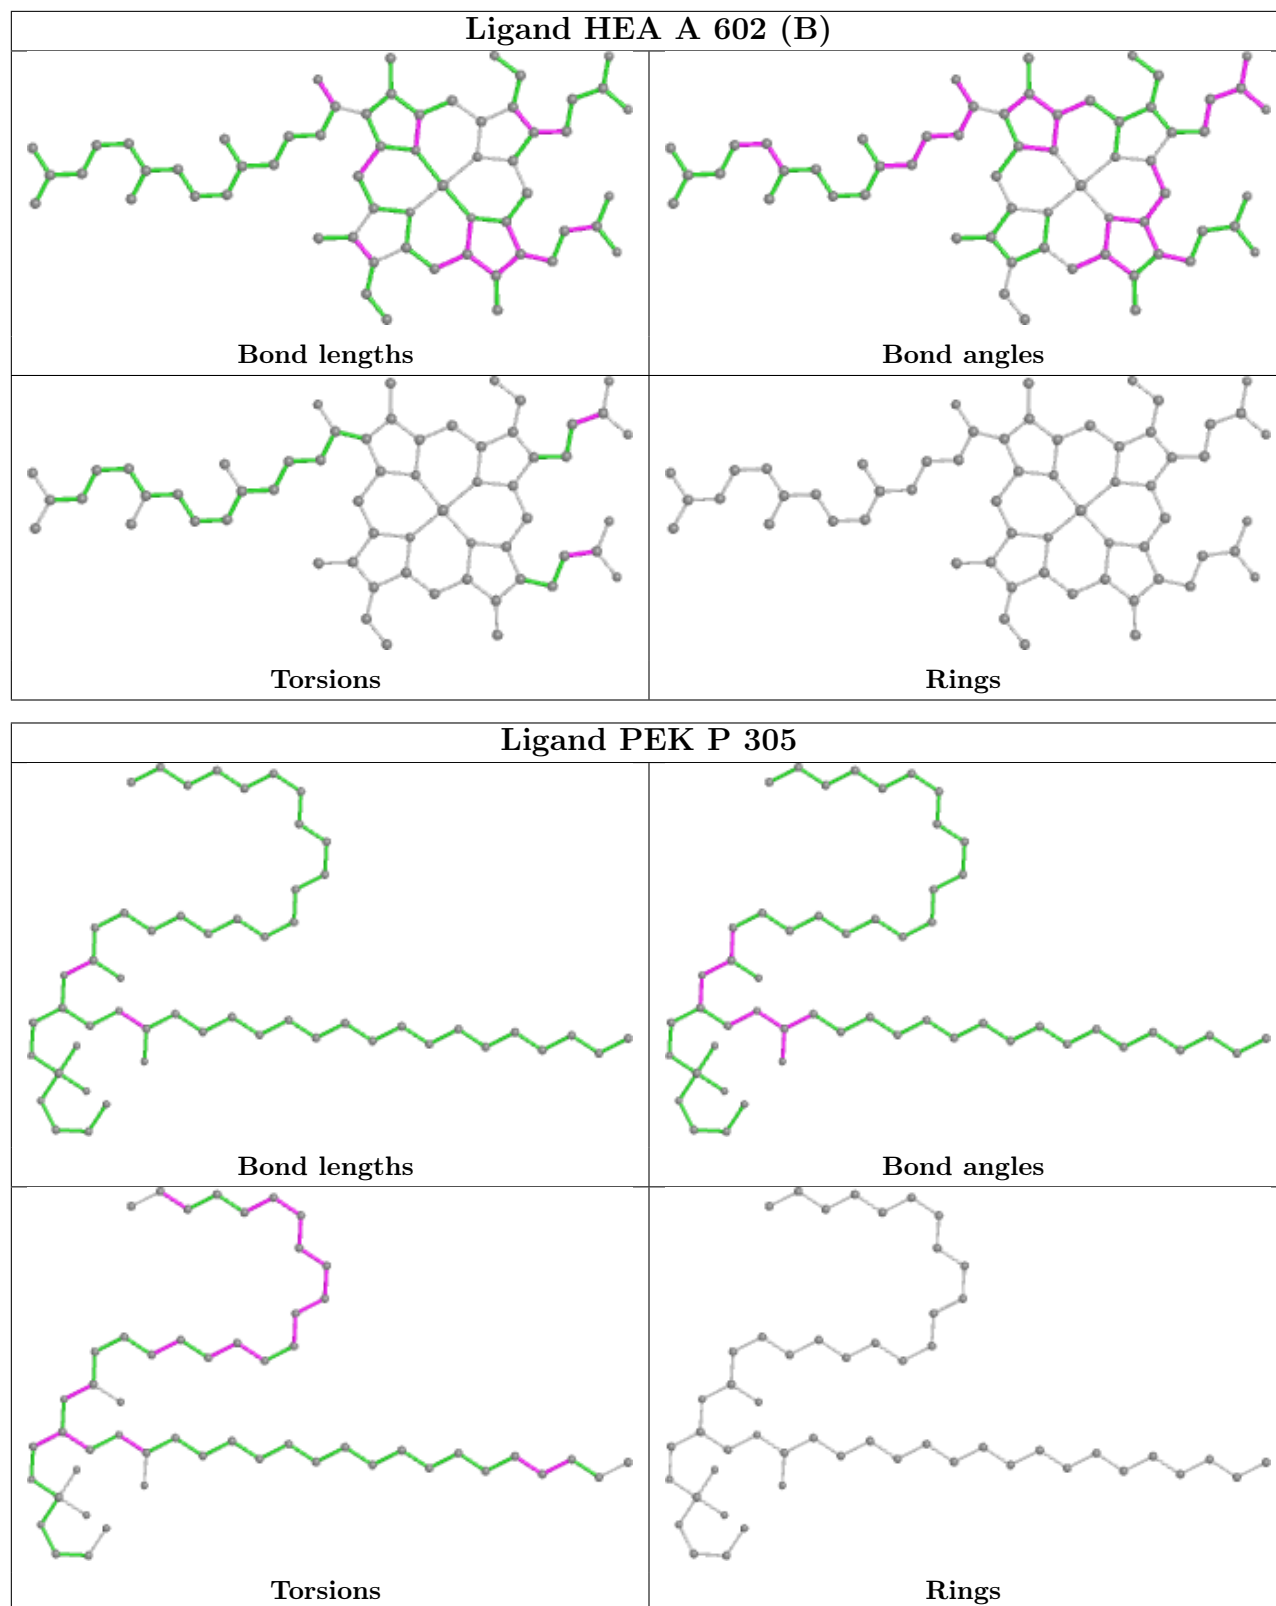 Ligand HEA A 602 (B)
Bond lengths
Bond angles
Torsions
Rings
Ligand PEK P 305
Bond lengths
Bond angles
Torsions
Rings